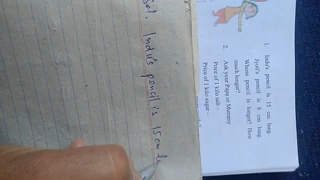 1. Indu's pencil is 15 cm long.
Jyoti's pencil is 8 cm long.
Whose pencil is longer? How
much longer?
2. Ask your Papa or Mummy
Price of 1 kilo salt –
Price of 1 kilo sugar –
Sol. Indu's pencil is 15 cm lo